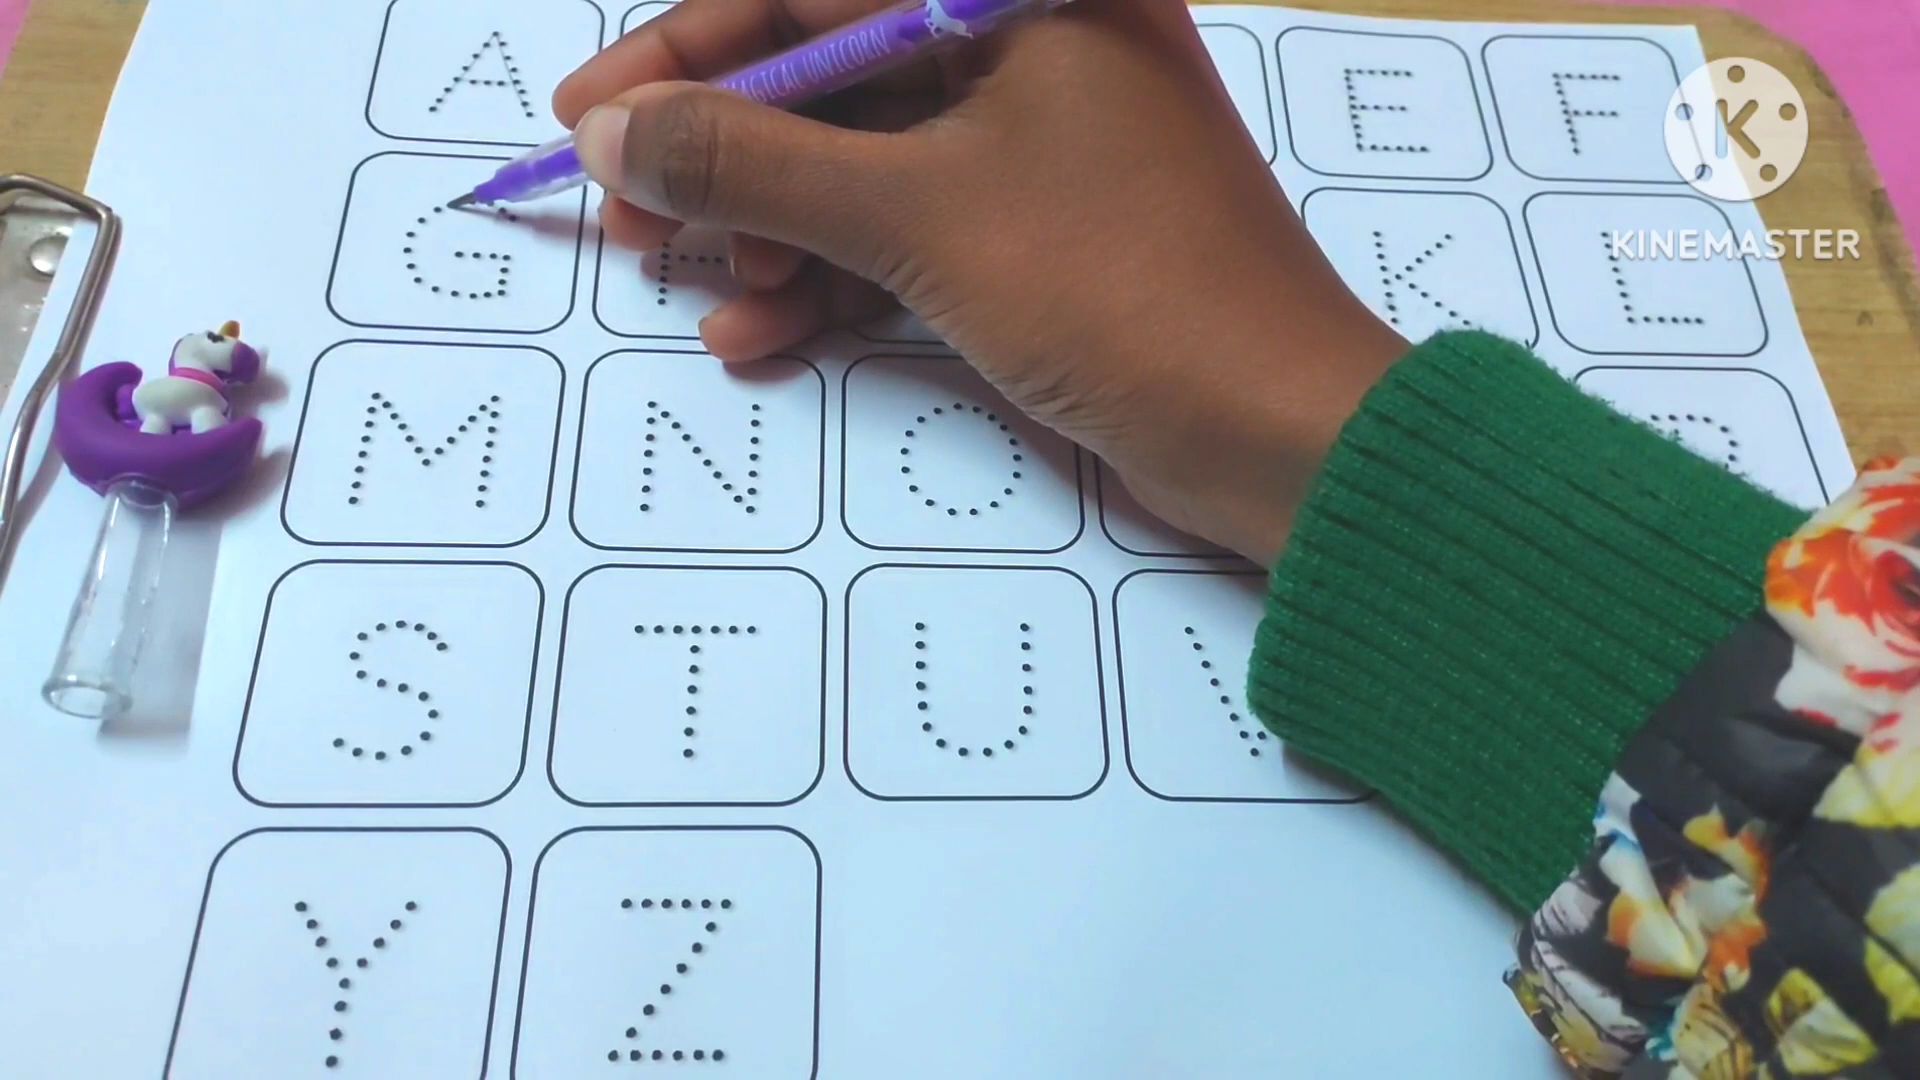 MAGICAL UNICORN
A E F
G H K L
M N O
S T U V
Y Z
K
KINEMASTER